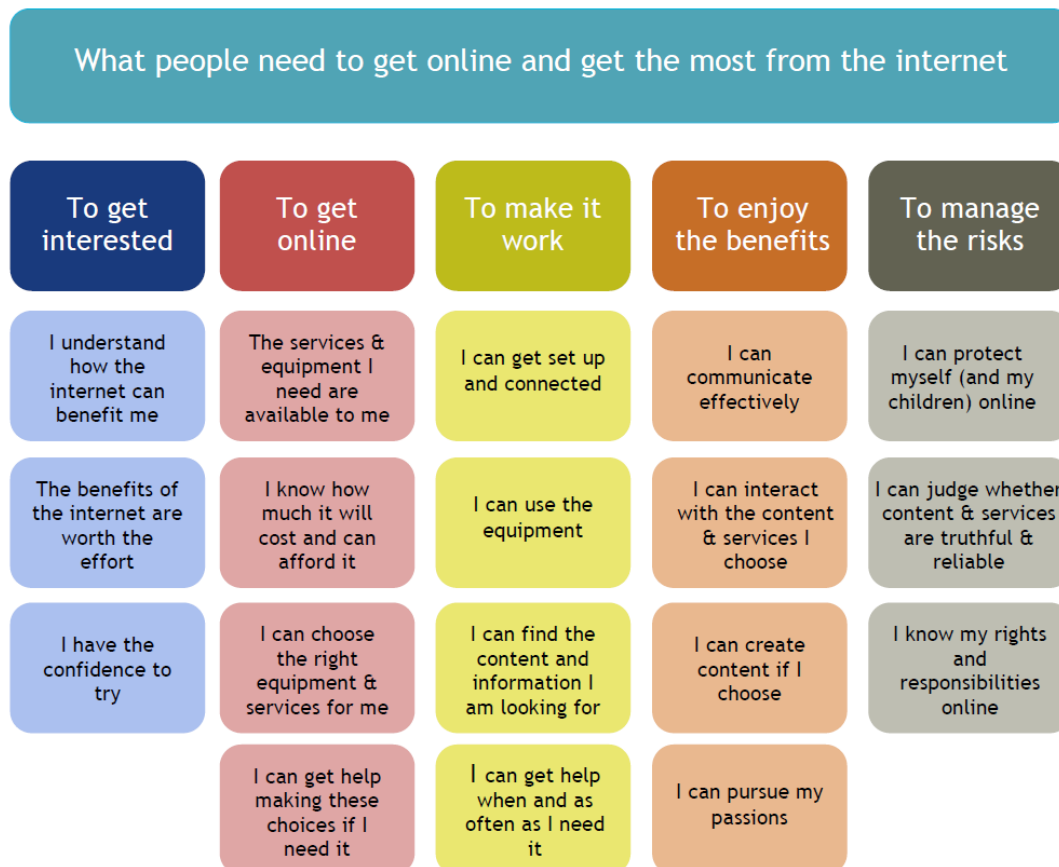 What people need to get online and get the most from the internet
To get
interested
To get
online
To make it
work
To enjoy
the benefits
To manage
the risks
I understand
how the
internet can
benefit me
The services &
equipment I
need are
available to me
I can get set up
and connected
I can
communicate
effectively
I can protect
myself (and my
children) online
The benefits of
the internet are
worth the
effort
I know how
much it will
cost and can
afford it
I can use the
equipment
I can interact
with the content
& services I
choose
I can judge whether
content & services
are truthful &
reliable
I have the
confidence to
try
I can choose
the right
equipment &
services for me
I can find the
content and
information I
am looking for
I can create
content if I
choose
I know my rights
and
responsibilities
online
I can get help
making these
choices if I
need it
I can get help
when and as
often as I need
it
I can pursue my
passions